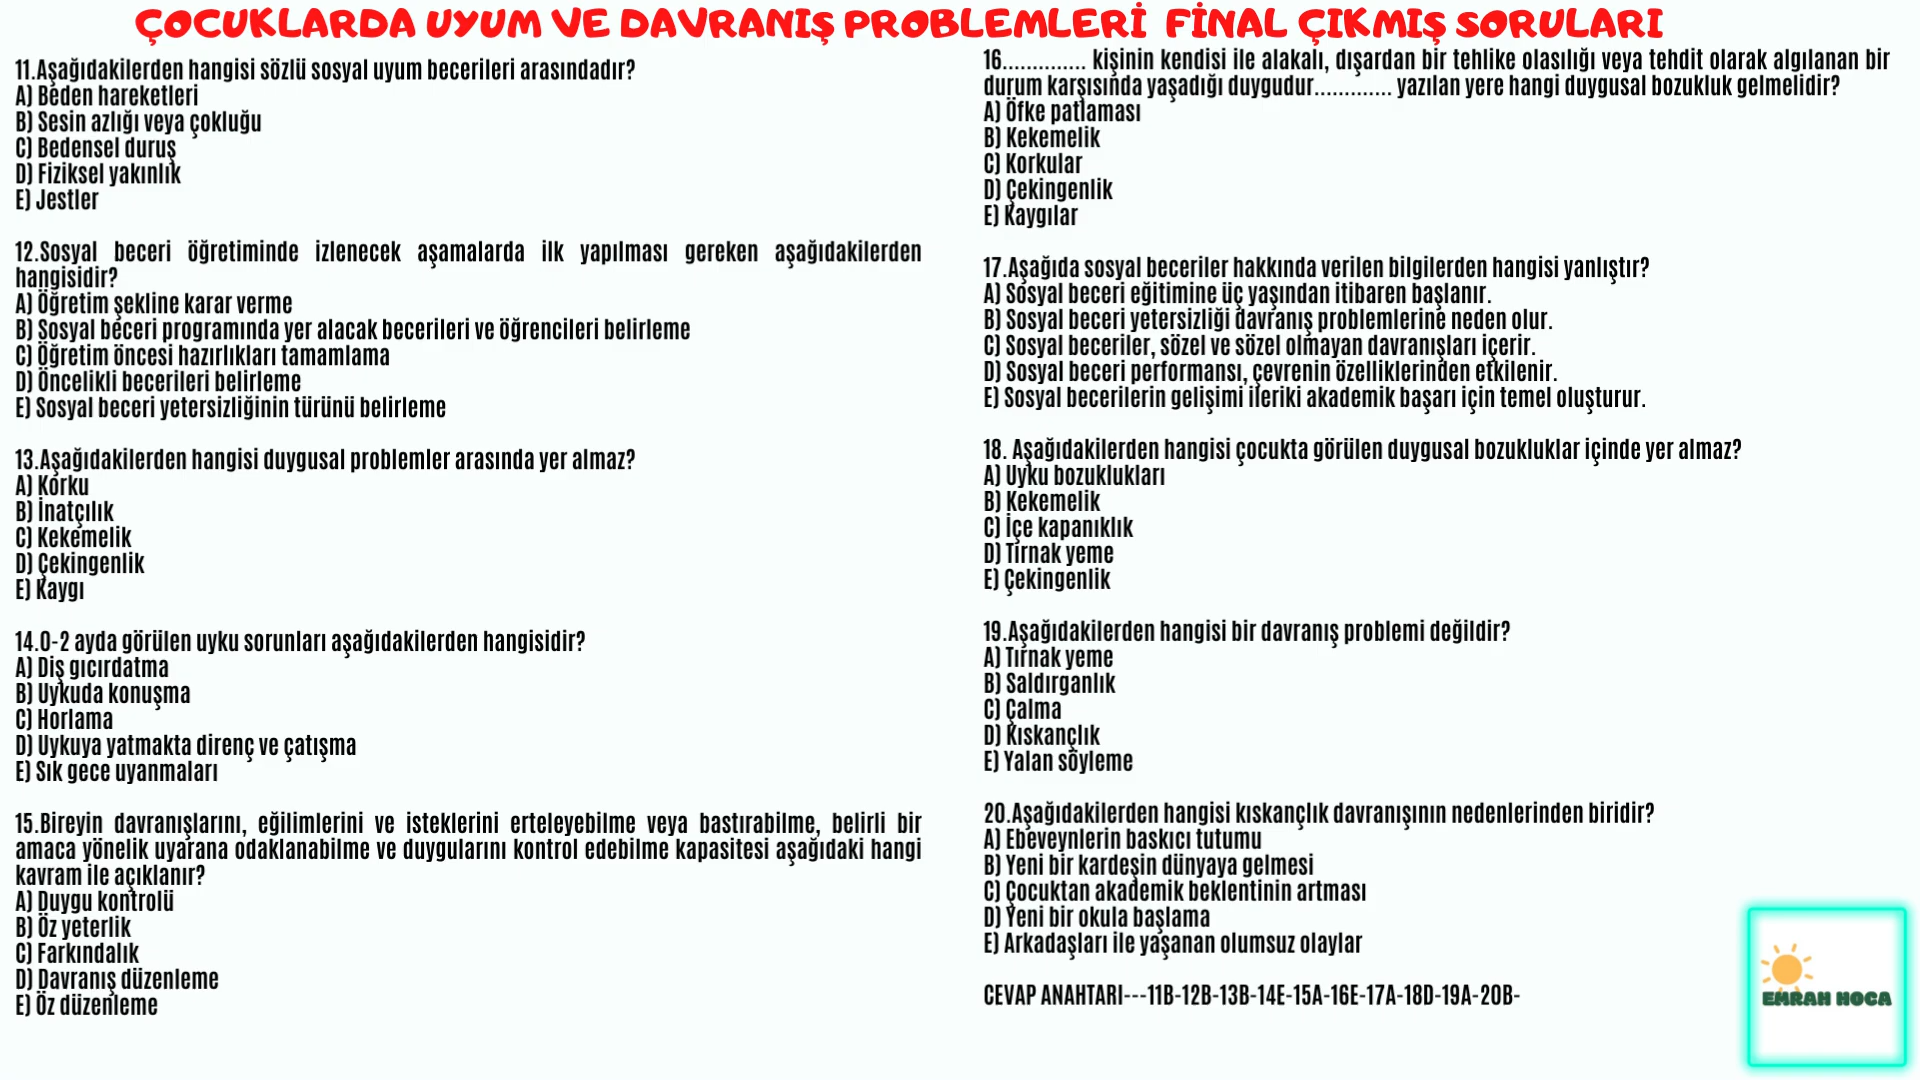 ÇOCUKLARDA UYUM VE DAVRANIŞ PROBLEMLERİ FİNAL ÇIKMIŞ SORULARI
11.Aşağıdakilerden hangisi sözlü sosyal uyum becerileri arasındadır?
A) Beden hareketleri
B) Sesin azlığı veya çokluğu
C) Bedensel duruş
D) Fiziksel yakınlık
E) Jestler
12.Sosyal beceri öğretiminde izlenecek aşamalarda ilk yapılması gereken aşağıdakilerden
hangisidir?
A) Öğretim şekline karar verme
B) Sosyal beceri programında yer alacak becerileri ve öğrencileri belirleme
C) Öğretim öncesi hazırlıkları tamamlama
D) Öncelikli becerileri belirleme
E) Sosyal beceri yetersizliğinin türünü belirleme
13.Aşağıdakilerden hangisi duygusal problemler arasında yer almaz?
A) Korku
B) İnatçılık
C) Kekemelik
D) Çekingenlik
E) Kaygı
14.0-2 ayda görülen uyku sorunları aşağıdakilerden hangisidir?
A) Diş gıcırdatma
B) Uykuda konuşma
C) Horlama
D) Uykuya yatmakta direnç ve çatışma
E) Sık gece uyanmaları
15.Bireyin davranışlarını, eğilimlerini ve isteklerini erteleyebilme veya bastırabilme, belirli bir
amaca yönelik uyarana odaklanabilme ve duygularını kontrol edebilme kapasitesi aşağıdaki hangi
kavram ile açıklanır?
A) Duygu kontrolü
B) Öz yeterlik
C) Farkındalık
D) Davranış düzenleme
E) Öz düzenleme
16.............. kişinin kendisi ile alakalı, dışardan bir tehlike olasılığı veya tehdit olarak algılanan bir
durum karşısında yaşadığı duygudur............. yazılan yere hangi duygusal bozukluk gelmelidir?
A) Öfke patlaması
B) Kekemelik
C) Korkular
D) Çekingenlik
E) Kaygılar
17.Aşağıda sosyal beceriler hakkında verilen bilgilerden hangisi yanlıştır?
A) Sosyal beceri eğitimine üç yaşından itibaren başlanır.
B) Sosyal beceri yetersizliği davranış problemlerine neden olur.
C) Sosyal beceriler, sözel ve sözel olmayan davranışları içerir.
D) Sosyal beceri performansı, çevrenin özelliklerinden etkilenir.
E) Sosyal becerilerin gelişimi ileriki akademik başarı için temel oluşturur.
18. Aşağıdakilerden hangisi çocukta görülen duygusal bozukluklar içinde yer almaz?
A) Uyku bozuklukları
B) Kekemelik
C) İçe kapanıklık
D) Tırnak yeme
E) Çekingenlik
19.Aşağıdakilerden hangisi bir davranış problemi değildir?
A) Tırnak yeme
B) Saldırganlık
C) Çalma
D) Kıskançlık
E) Yalan söyleme
20.Aşağıdakilerden hangisi kıskançlık davranışının nedenlerinden biridir?
A) Ebeveynlerin baskıcı tutumu
B) Yeni bir kardeşin dünyaya gelmesi
C) Çocuktan akademik beklentinin artması
D) Yeni bir okula başlama
E) Arkadaşları ile yaşanan olumsuz olaylar
CEVAP ANAHTARI---11B-12B-13B-14E-15A-16E-17A-18D-19A-20B-
EMRAH HOCA